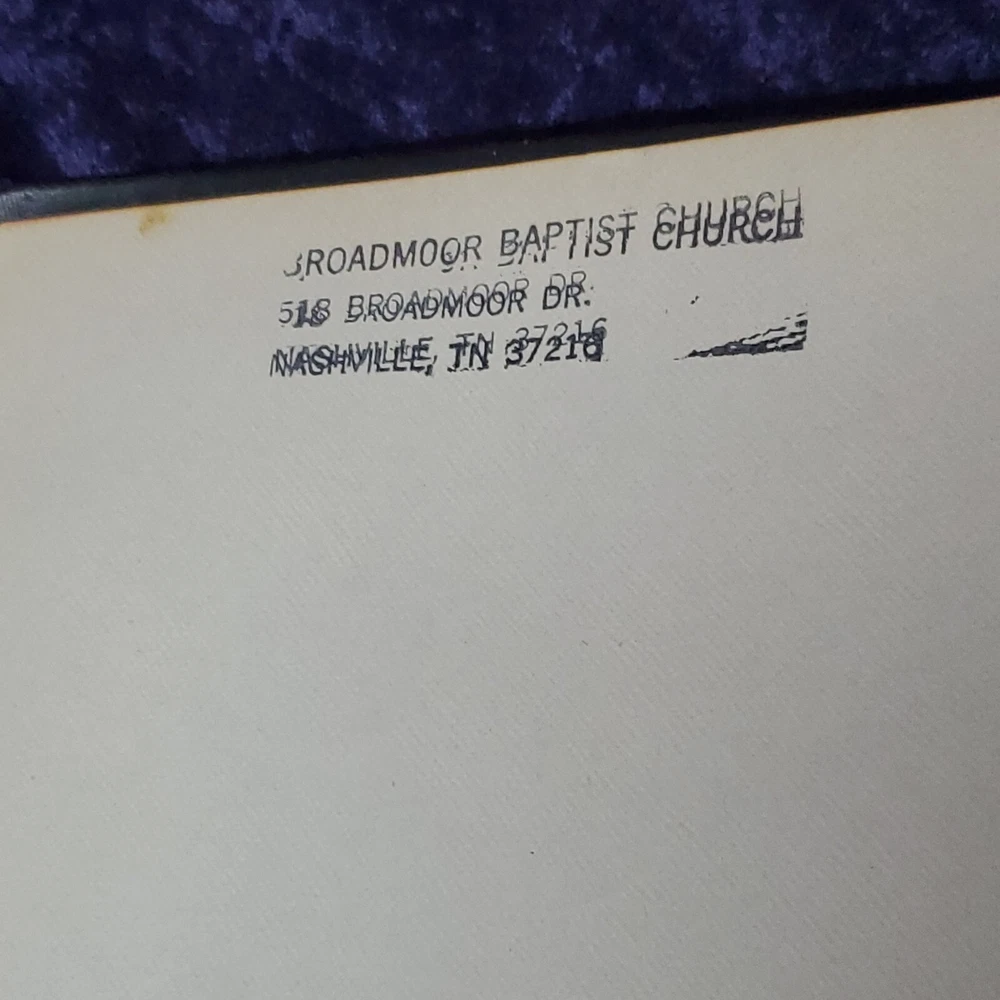 BROADMOOR BAPTIST CHURCH
518 BROADMOOR DR.
NASHVILLE, TN 37216